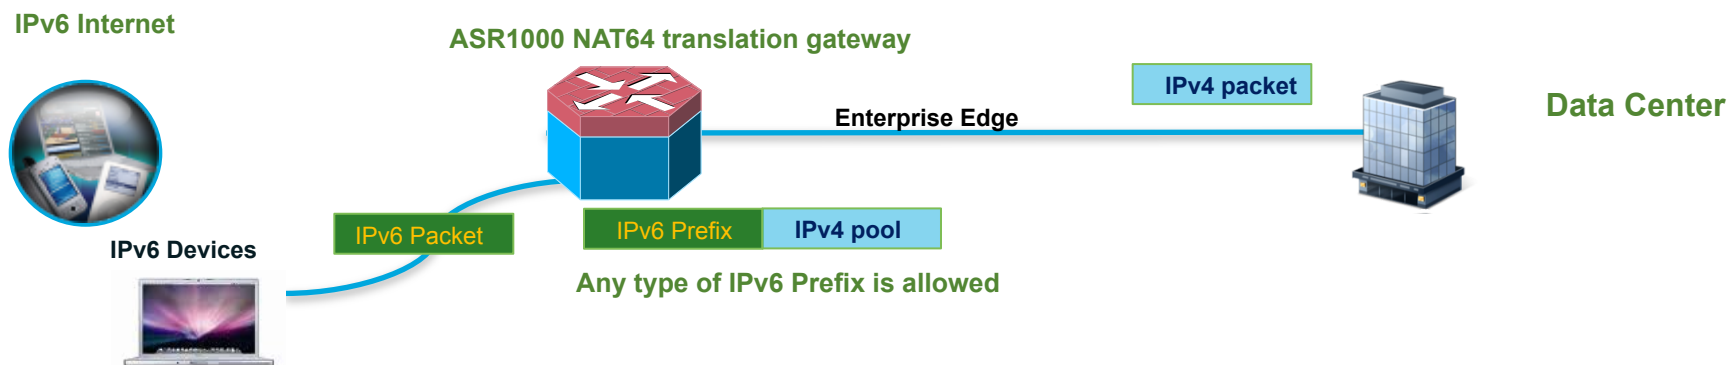 IPv6 Internet
ASR1000 NAT64 translation gateway
IPv4 packet
Data Center
Enterprise Edge
IPv6 Packet
IPv6 Prefix
IPv4 pool
IPv6 Devices
Any type of IPv6 Prefix is allowed